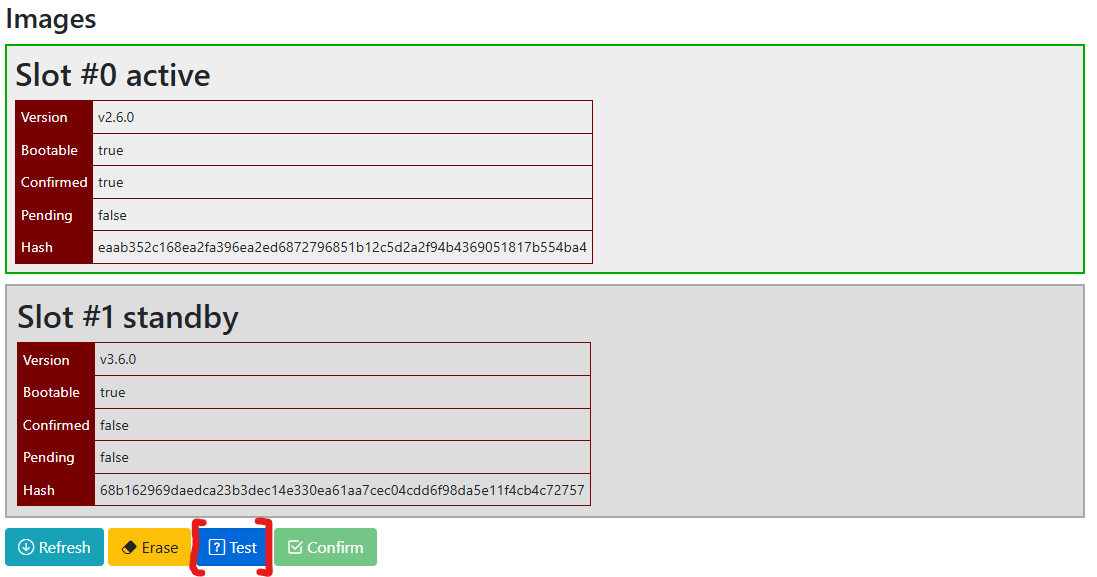 Images
Slot #0 active
Version v2.6.0
Bootable true
Confirmed true
Pending false
Hash eaab352c168ea2fa396ea2ed6872796851b12c5d2a2f94b4369051817b554ba4
Slot #1 standby
Version v3.6.0
Bootable true
Confirmed false
Pending false
Hash 68b162969daedca23b3dec14e330ea61aa7cec04cdd6f98da5e11f4cb4c72757
Refresh Erase Test Confirm